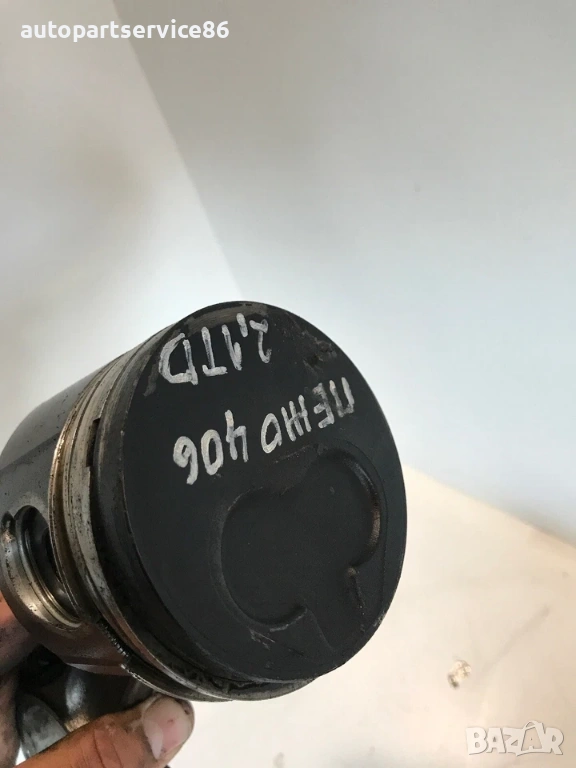 autopartservice86
ПЕЖО 406
2,1TD
BAZAR